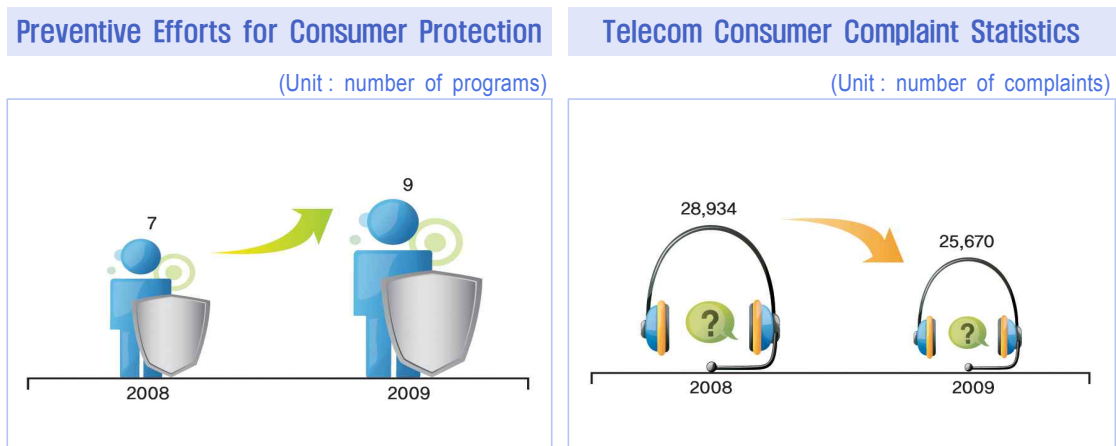 Preventive Efforts for Consumer Protection
(Unit : number of programs)
7
9
2008
2009
Telecom Consumer Complaint Statistics
(Unit : number of complaints)
28,934
25,670
?
?
2008
2009